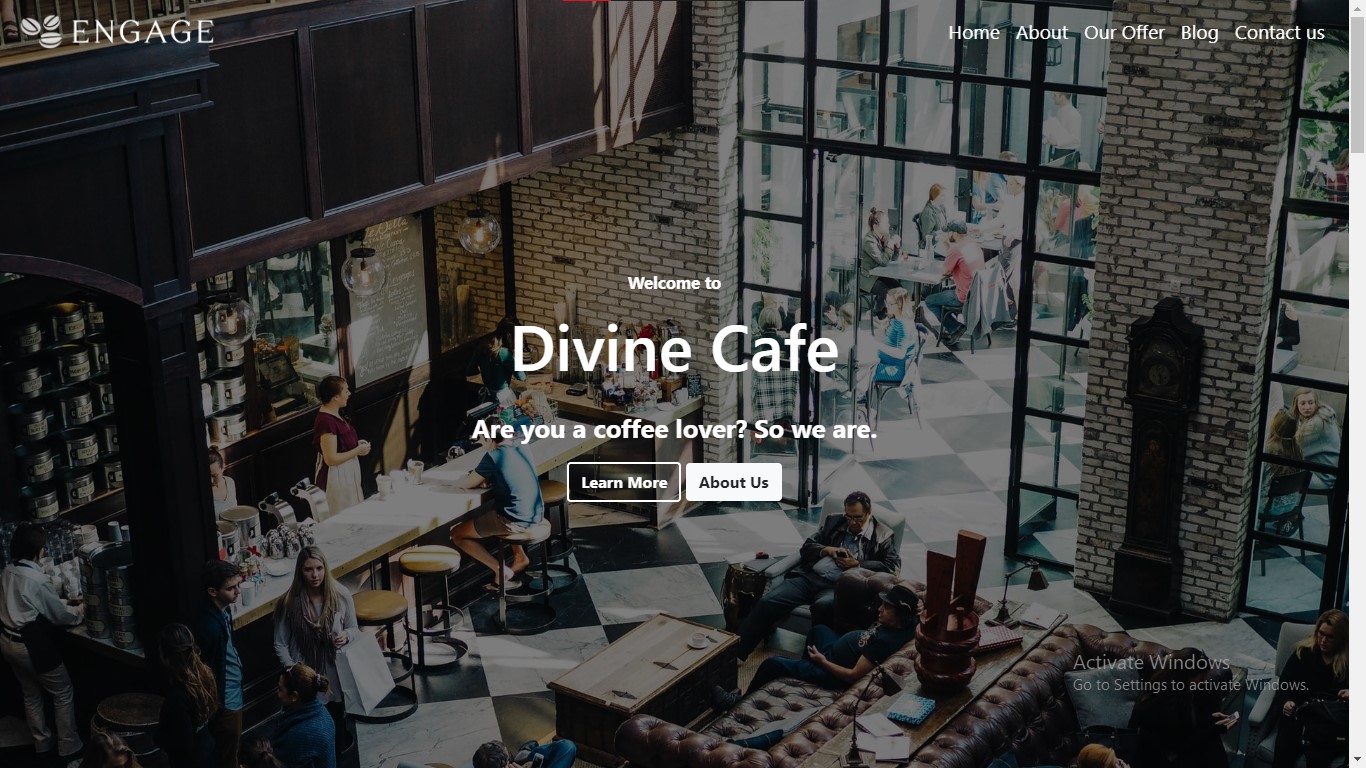 ENGAGE
Home About Our Offer Blog Contact us
Welcome to
Divine Cafe
Are you a coffee lover? So we are.
Learn More About Us
Activate Windows
Go to Settings to activate Windows.